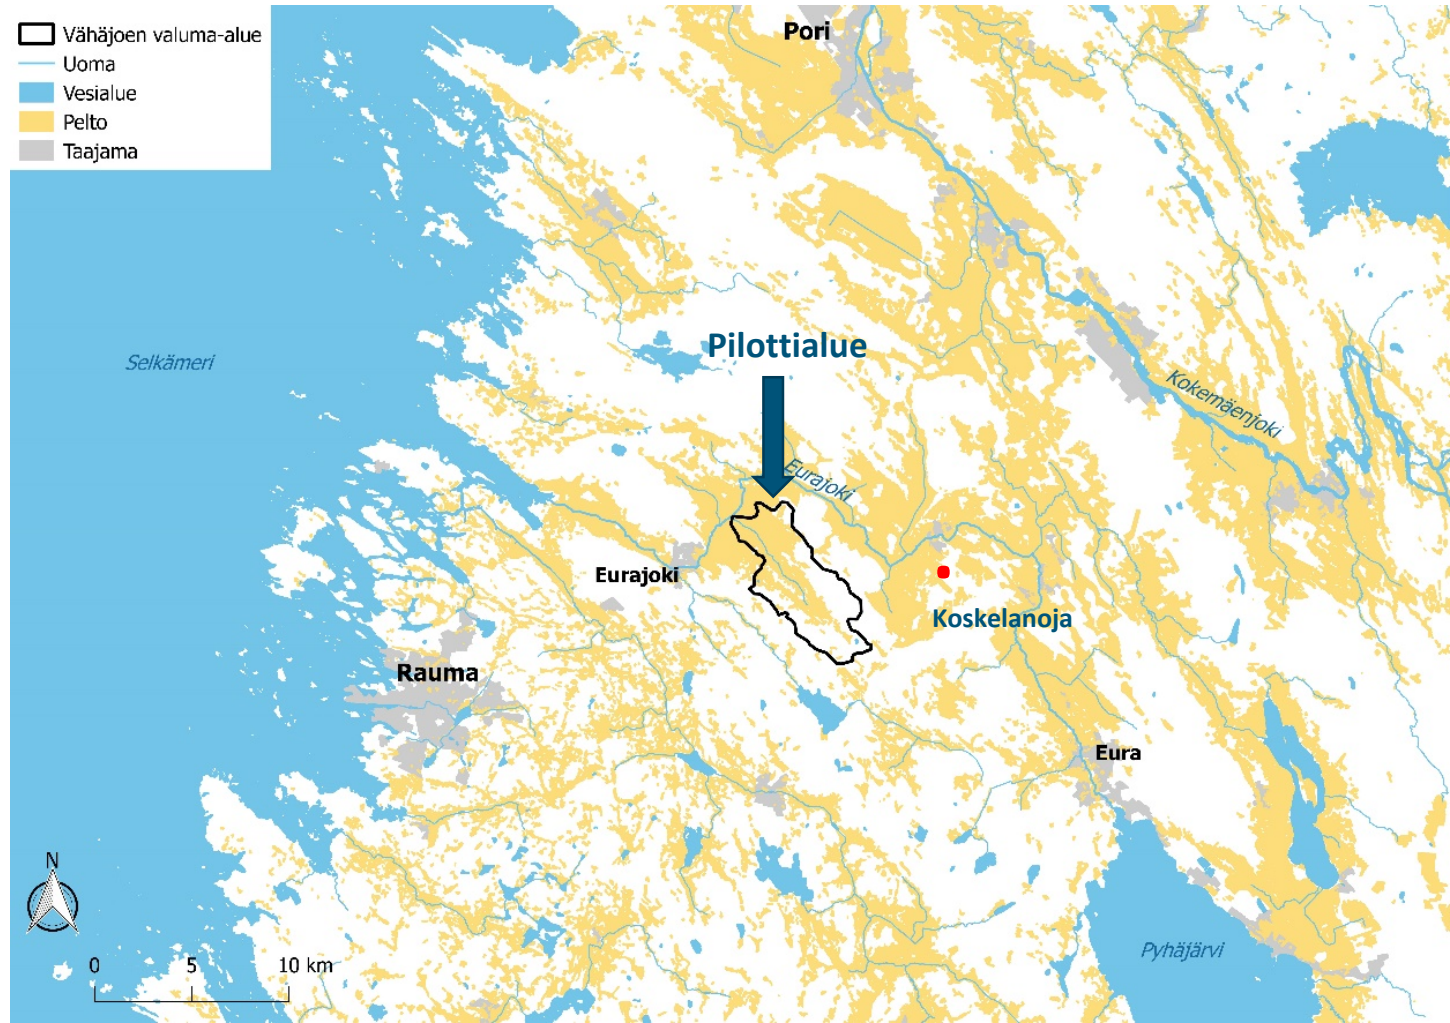 Vähäjoen valuma-alue
Uoma
Vesialue
Pelto
Taajama
Pori
Selkämeri
Pilottialue
Kokemäenjoki
Eurajoki
Eurajoki
Koskelanoja
Rauma
Eura
Pyhäjärvi
N
0 5 10 km